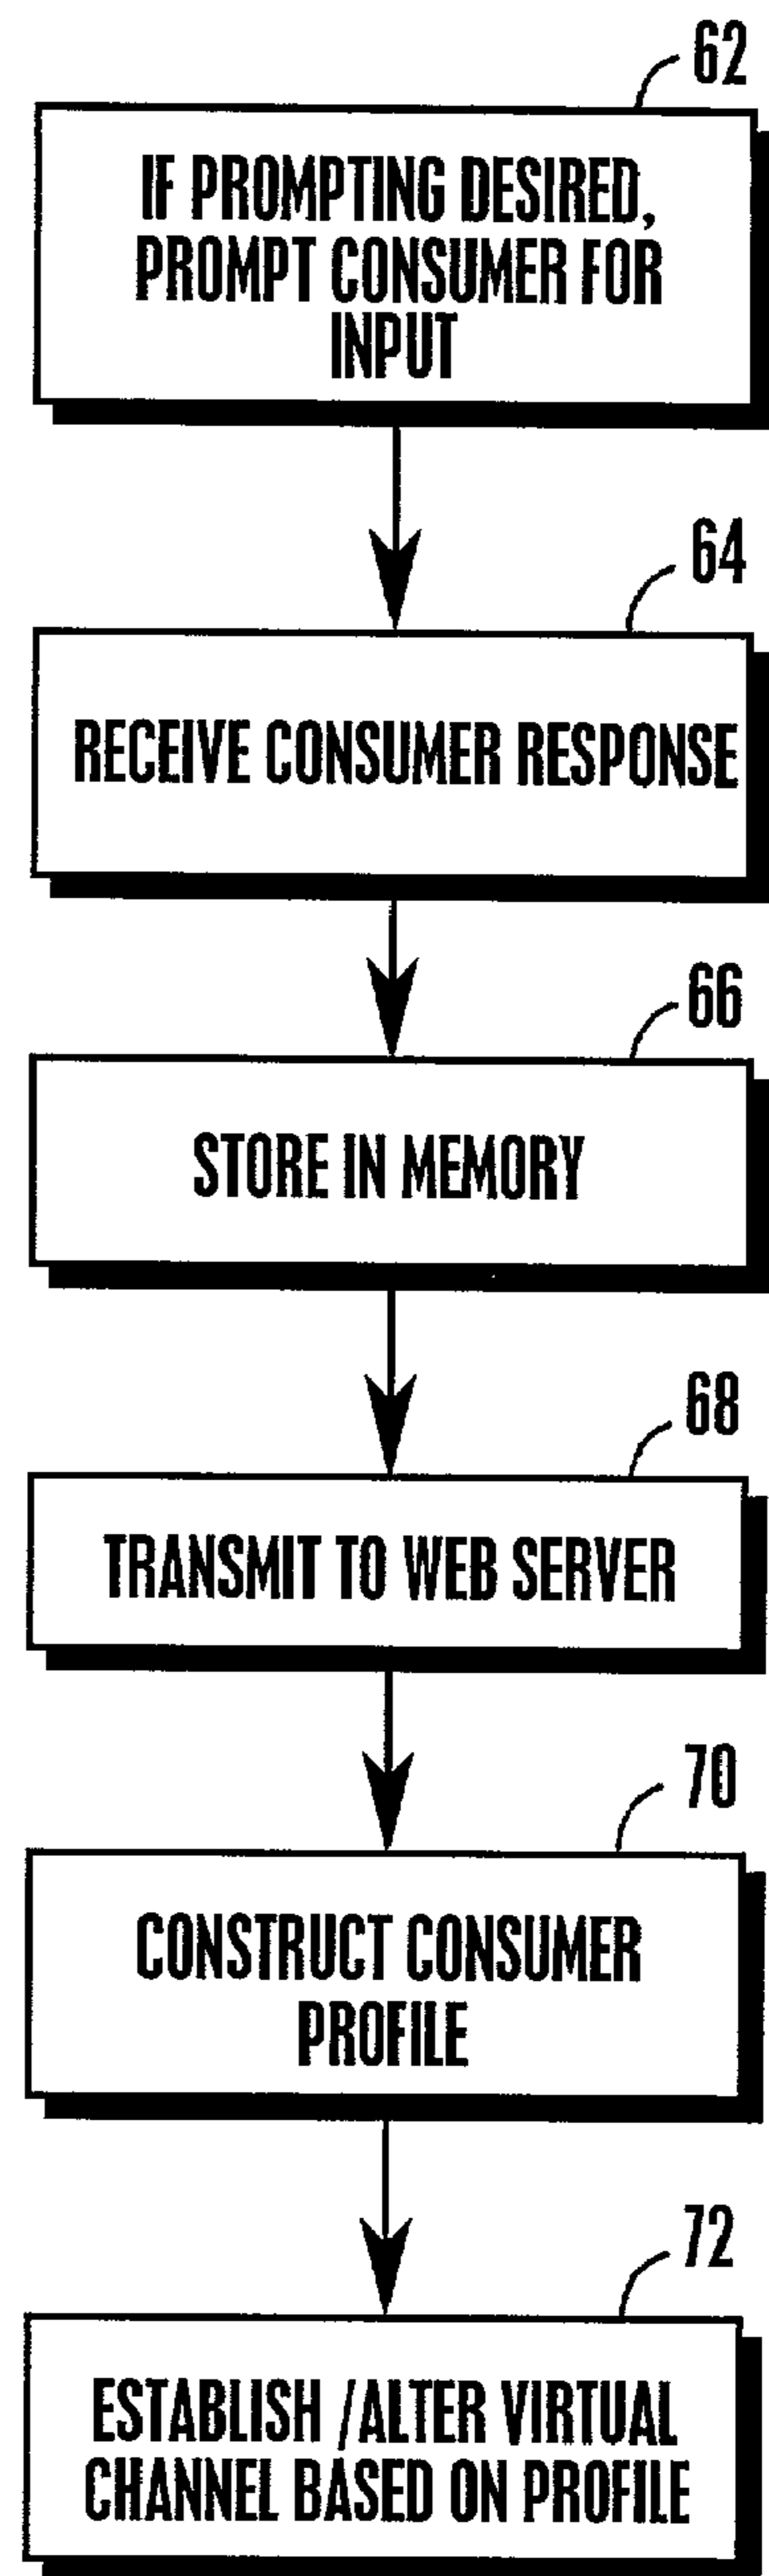 62
IF PROMPTING DESIRED,
PROMPT CONSUMER FOR
INPUT
64
RECEIVE CONSUMER RESPONSE
66
STORE IN MEMORY
68
TRANSMIT TO WEB SERVER
70
CONSTRUCT CONSUMER
PROFILE
72
ESTABLISH /ALTER VIRTUAL
CHANNEL BASED ON PROFILE